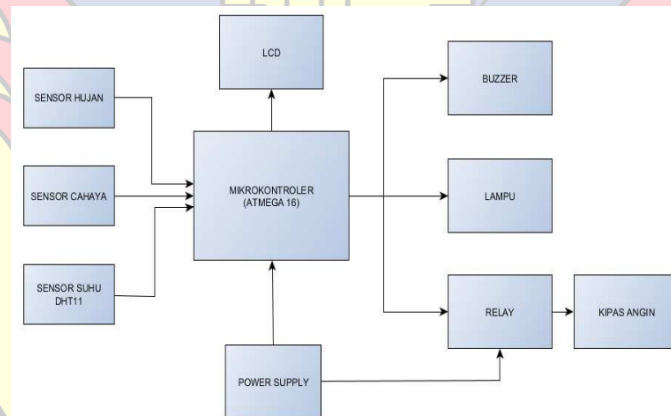 LCD
SENSOR HUJAN
BUZZER
SENSOR CAHAYA
MIKROKONTROLER
(ATMEGA 16)
LAMPU
SENSOR SUHU
DHT11
RELAY
KIPAS ANGIN
POWER SUPPLY